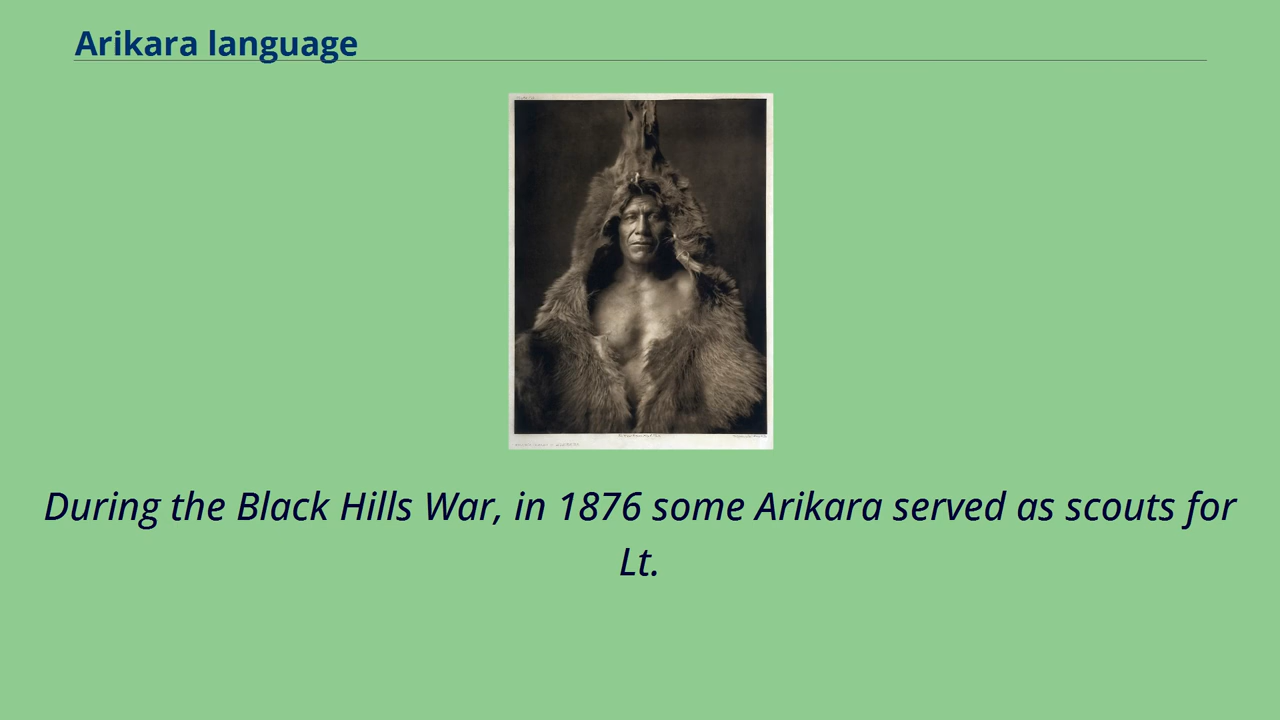 Arikara language
During the Black Hills War, in 1876 some Arikara served as scouts for
Lt.